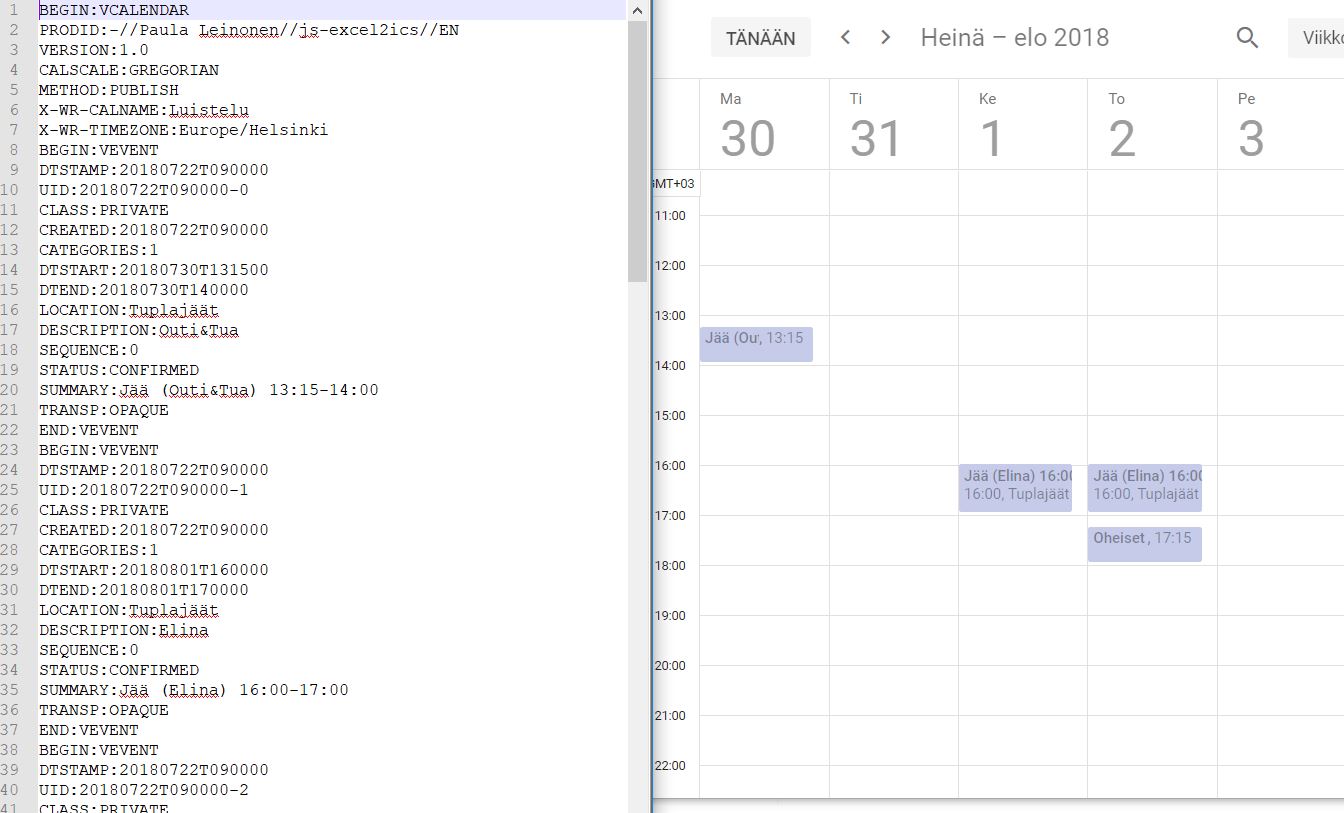 1 BEGIN:VCALENDAR
2 PRODID:-//Paula Leinonen//js-excel2ics//EN
3 VERSION:1.0
4 CALSCALE:GREGORIAN
5 METHOD:PUBLISH
6 X-WR-CALNAME:Luistelu
7 X-WR-TIMEZONE:Europe/Helsinki
8 BEGIN:VEVENT
9 DTSTAMP:20180722T090000
10 UID:20180722T090000-0
11 CLASS:PRIVATE
12 CREATED:20180722T090000
13 CATEGORIES:1
14 DTSTART:20180730T131500
15 DTEND:20180730T140000
16 LOCATION:Tuplajäät
17 DESCRIPTION:Outi&Tua
18 SEQUENCE:0
19 STATUS:CONFIRMED
20 SUMMARY:Jää (Outi&Tua) 13:15-14:00
21 TRANSP:OPAQUE
22 END:VEVENT
23 BEGIN:VEVENT
24 DTSTAMP:20180722T090000
25 UID:20180722T090000-1
26 CLASS:PRIVATE
27 CREATED:20180722T090000
28 CATEGORIES:1
29 DTSTART:20180801T160000
30 DTEND:20180801T170000
31 LOCATION:Tuplajäät
32 DESCRIPTION:Elina
33 SEQUENCE:0
34 STATUS:CONFIRMED
35 SUMMARY:Jää (Elina) 16:00-17:00
36 TRANSP:OPAQUE
37 END:VEVENT
38 BEGIN:VEVENT
39 DTSTAMP:20180722T090000
40 UID:20180722T090000-2
41 CLASS:PRIVATE
TÄNÄÄN
Heinä – elo 2018
Viikko
Ma
30
Ti
31
Ke
1
To
2
Pe
3
GMT+03
11:00
12:00
13:00
Jää (Ou, 13:15
14:00
15:00
16:00
Jää (Elina) 16:00
16:00, Tuplajäät
Jää (Elina) 16:00
16:00, Tuplajäät
17:00
Oheiset , 17:15
18:00
19:00
20:00
21:00
22:00